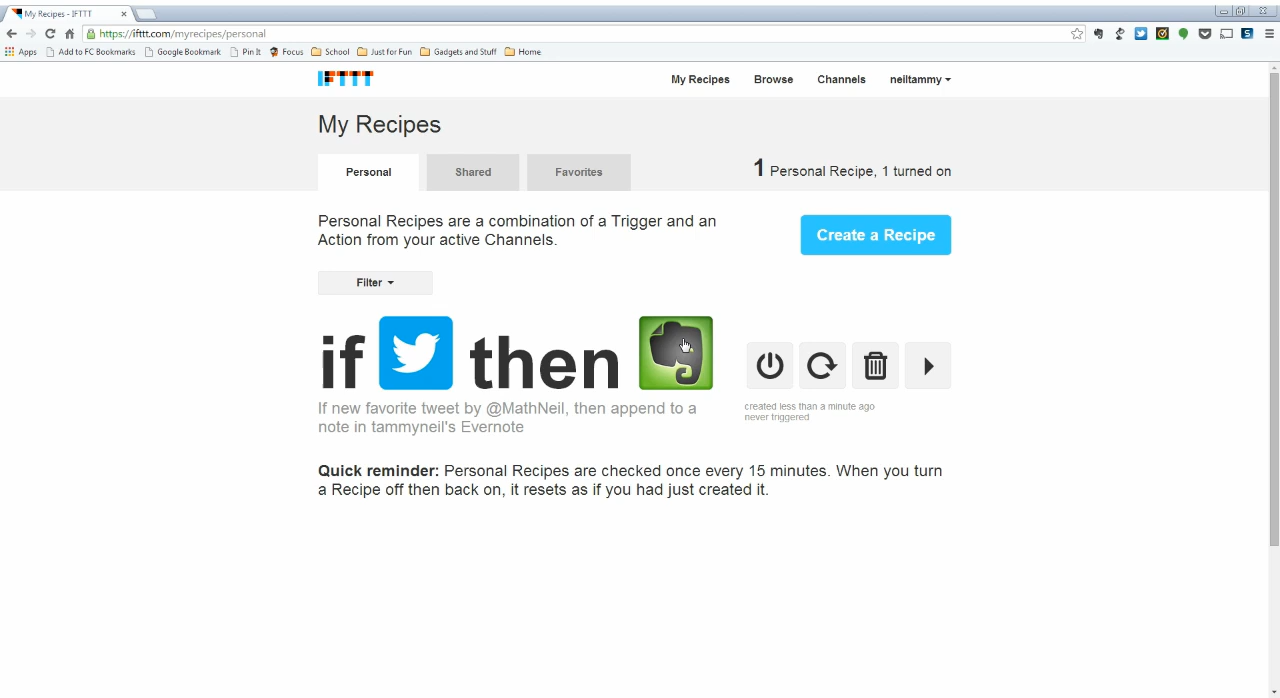 My Recipes - IFTTT
https://ifttt.com/myrecipes/personal
Apps Add to FC Bookmarks Google Bookmark Pin It Focus School Just for Fun Gadgets and Stuff Home
IFTTT My Recipes Browse Channels neiltammy
My Recipes
Personal Shared Favorites 1 Personal Recipe, 1 turned on
Personal Recipes are a combination of a Trigger and an
Action from your active Channels.
Create a Recipe
Filter
if then
If new favorite tweet by @MathNeil, then append to a
note in tammyneil's Evernote
created less than a minute ago
never triggered
Quick reminder: Personal Recipes are checked once every 15 minutes. When you turn
a Recipe off then back on, it resets as if you had just created it.